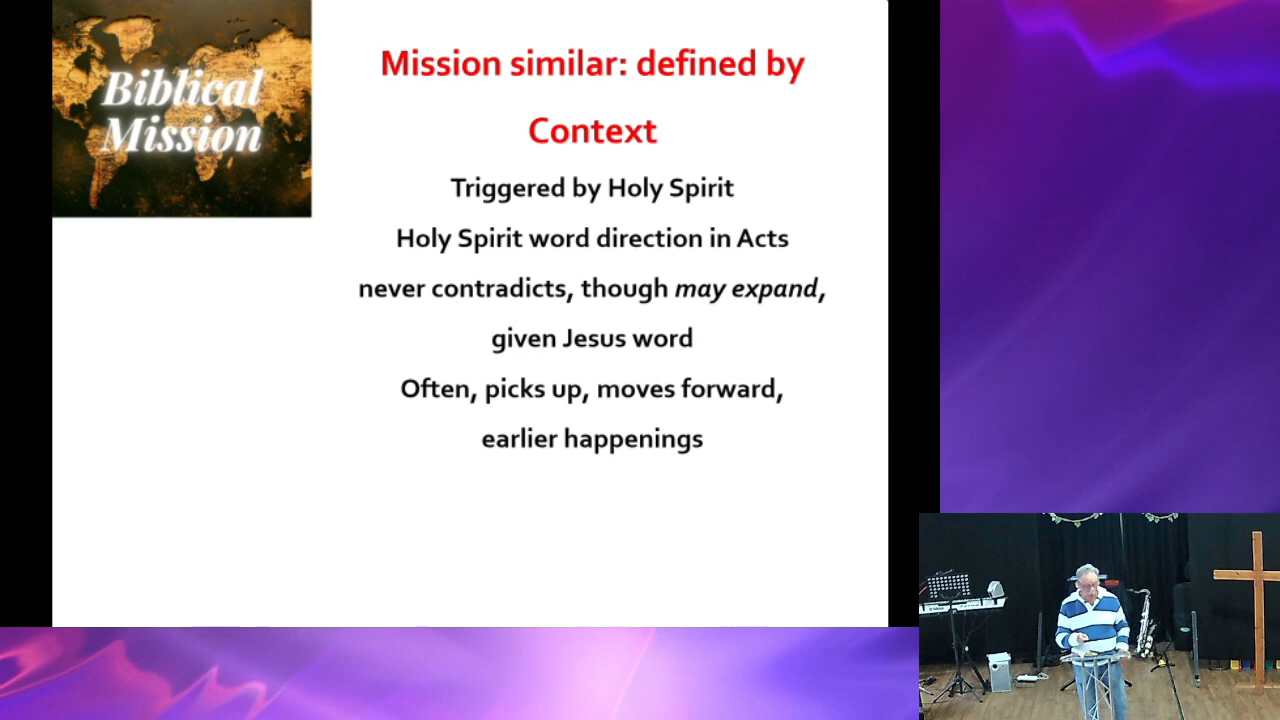 Biblical
Mission
Mission similar: defined by
Context
Triggered by Holy Spirit
Holy Spirit word direction in Acts
never contradicts, though may expand,
given Jesus word
Often, picks up, moves forward,
earlier happenings